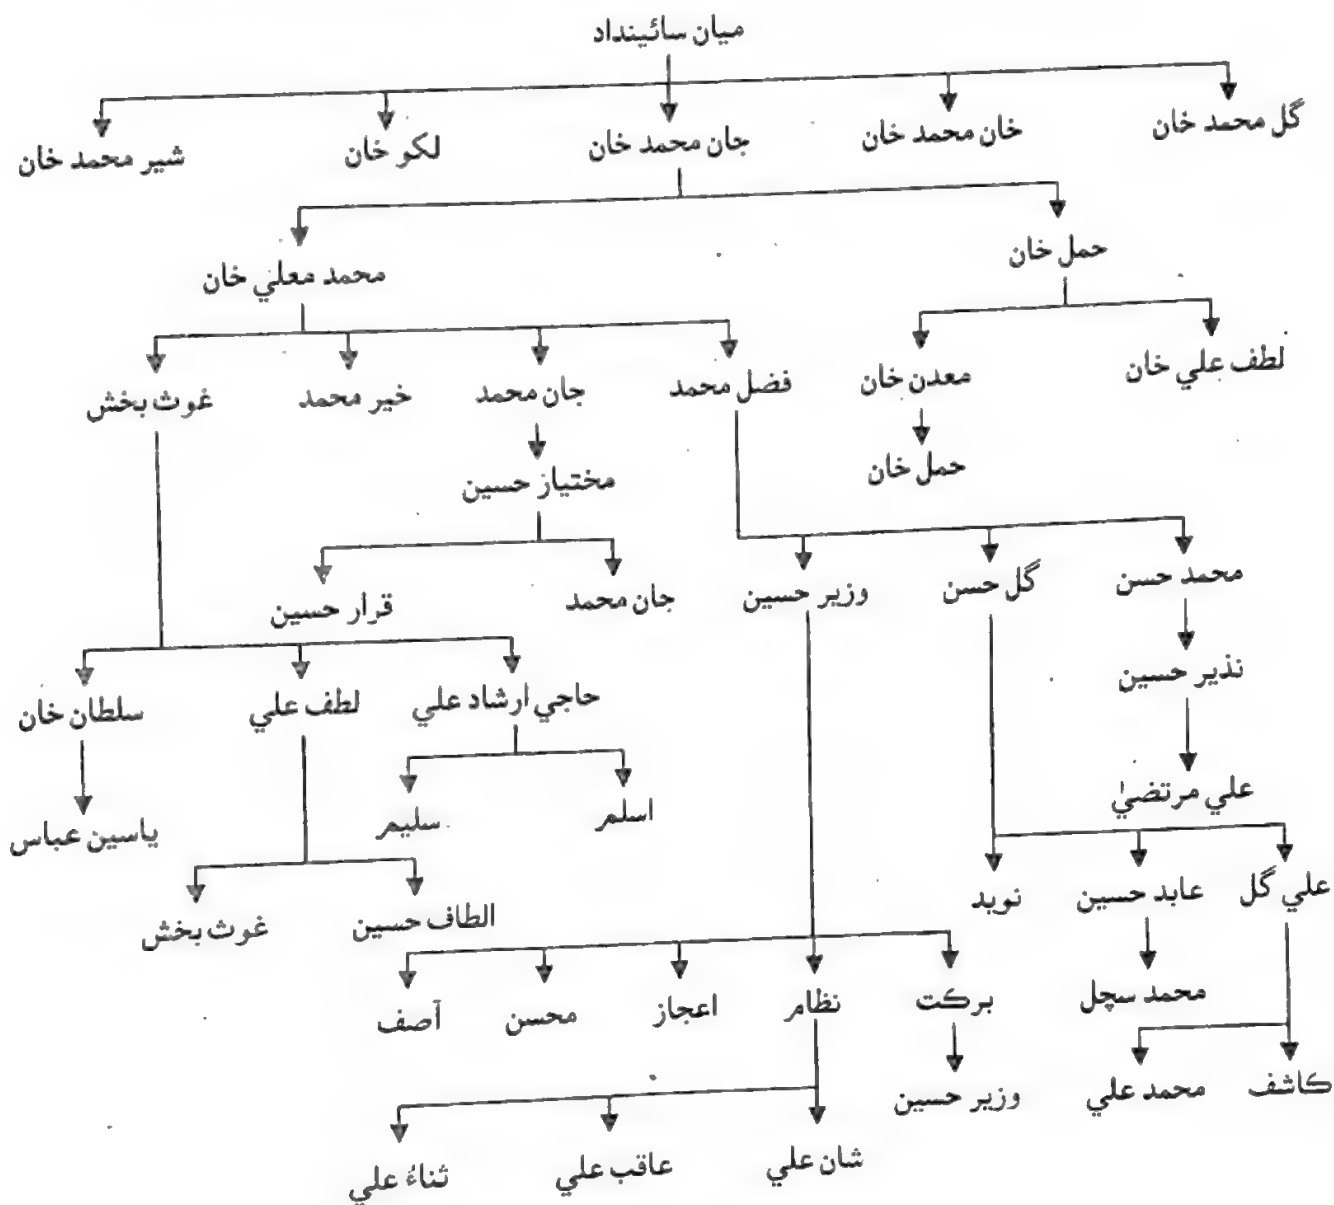 ميان سائينداد
گل محمد خان
خان محمد خان
جان محمد خان
لكو خان
شير محمد خان
حمل خان
محمد معلي خان
لطف علي خان
معدن خان
فضل محمد
جان محمد
خير محمد
غوث بخش
حمل خان
مختياز حسين
محمد حسن
گل حسن
وزير حسين
جان محمد
قرار حسين
نذير حسين
حاجي ارشاد علي
لطف علي
سلطان خان
علي مرتضيٰ
اسلم
سليم
ياسين عباس
علي گل
عابد حسين
نويد
الطاف حسين
غوث بخش
محمد سچل
بركت
نظام
اعجاز
محسن
آصف
ڪاشف
محمد علي
وزير حسين
شان علي
عاقب علي
ثناءُ علي